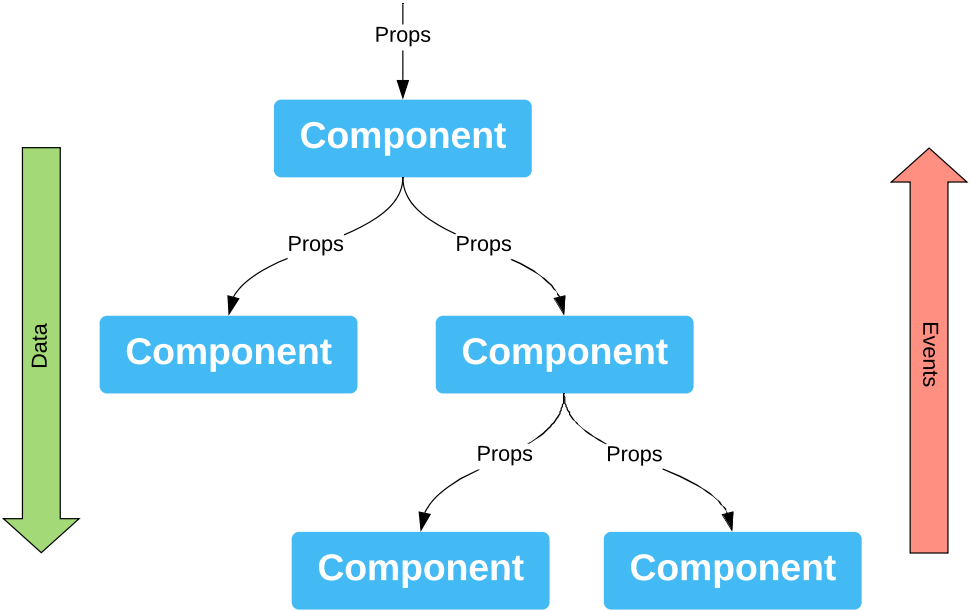 Props
Component
Props
Props
Data
Events
Component
Component
Props
Props
Component
Component